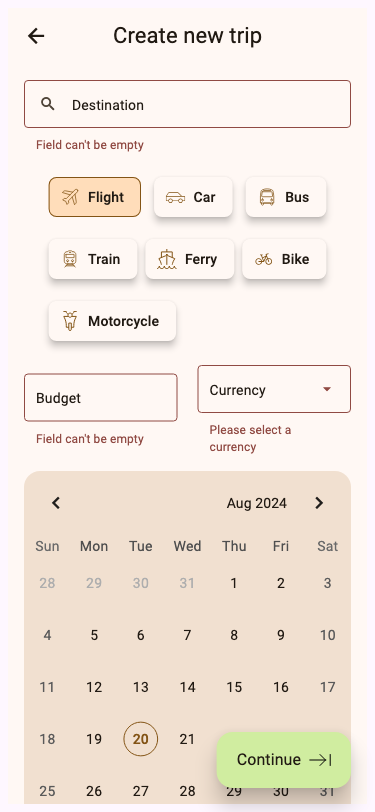 Create new trip
Destination
Field can't be empty
Flight Car Bus
Train Ferry Bike
Motorcycle
Budget
Field can't be empty
Currency
Please select a
currency
Aug 2024
Sun Mon Tue Wed Thu Fri Sat
28 29 30 31 1 2 3
4 5 6 7 8 9 10
11 12 13 14 15 16 17
18 19 20 21
Continue
25 26 27 28 29 30 31